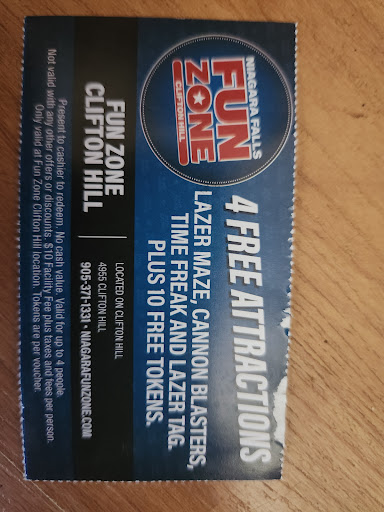 NIAGARA FALLS
FUN
ZONE
CLIFTON HILL
4 FREE ATTRACTIONS
LAZER MAZE, CANNON BLASTERS,
TIME FREAK AND LAZER TAG.
PLUS 10 FREE TOKENS.
FUN ZONE
CLIFTON HILL
LOCATED ON CLIFTON HILL
4955 CLIFTON HILL
905-371-1331 • NIAGARAFUNZONE.COM
Present to cashier to redeem. No cash value. Valid for up to 4 people.
Not valid with any other offers or discounts. $10 Facility Fee plus taxes and fees per person.
Only valid at Fun Zone Clifton Hill location. Tokens are per voucher.